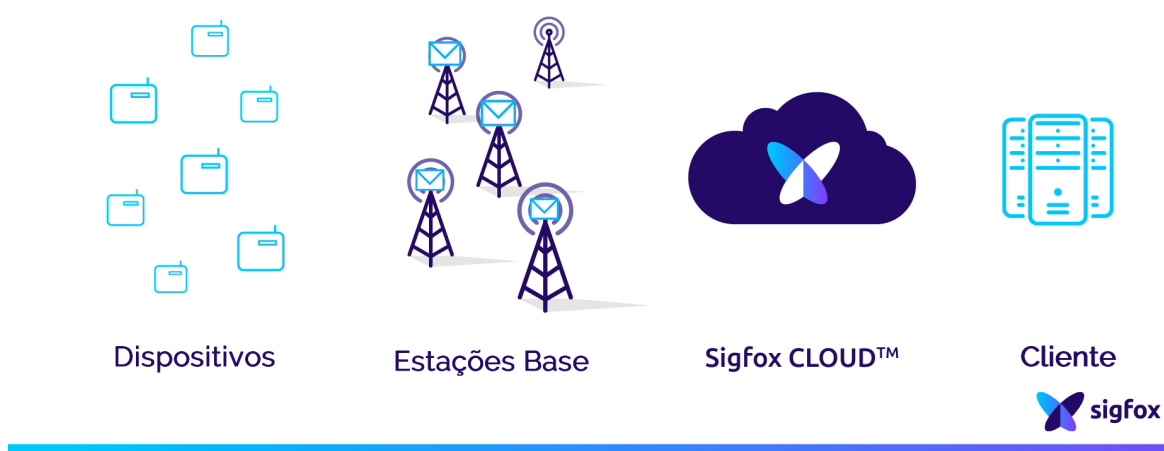 Dispositivos
Estações Base
Sigfox CLOUD™
Cliente
sigfox